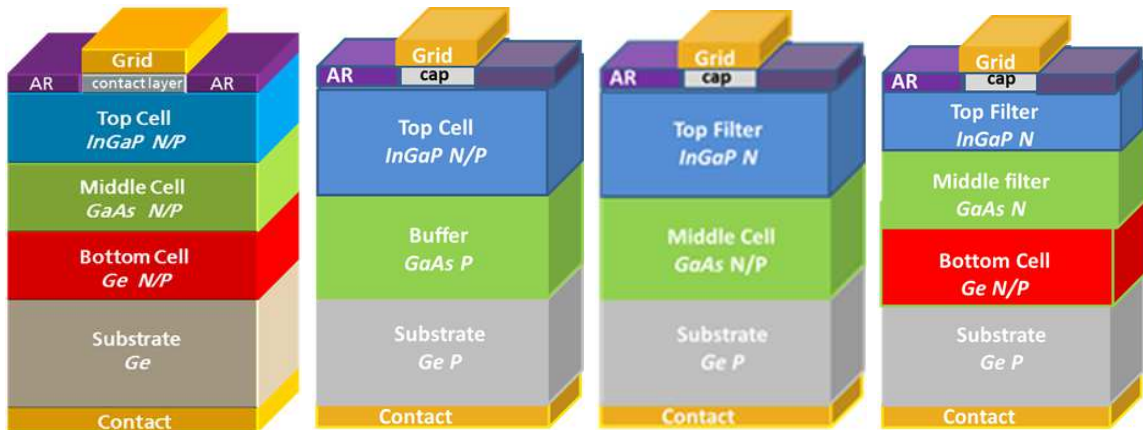 Grid
AR contact layer AR
Top Cell
InGaP N/P
Middle Cell
GaAs N/P
Bottom Cell
Ge N/P
Substrate
Ge
Contact
Grid
AR cap
Top Cell
InGaP N/P
Buffer
GaAs P
Substrate
Ge P
Contact
Grid
AR cap
Top Filter
InGaP N
Middle Cell
GaAs N/P
Substrate
Ge P
Contact
Grid
AR cap
Top Filter
InGaP N
Middle filter
GaAs N
Bottom Cell
Ge N/P
Substrate
Ge P
Contact